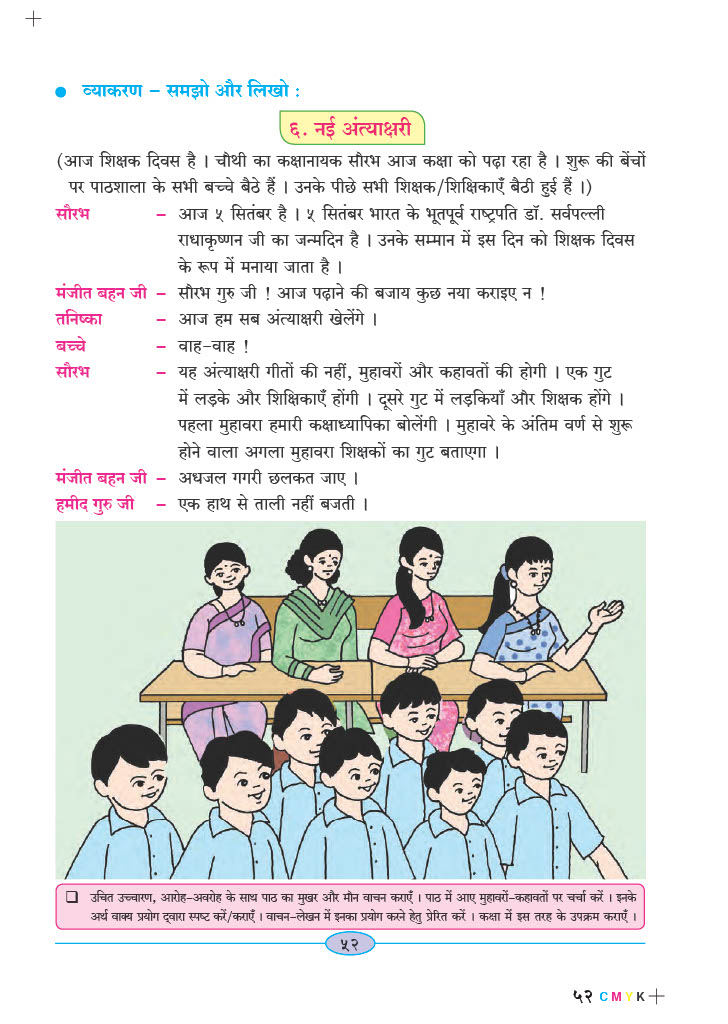 ● व्याकरण – समझो और लिखो :
६. नई अंत्याक्षरी
(आज शिक्षक दिवस है । चौथी का कक्षानायक सौरभ आज कक्षा को पढ़ा रहा है । शुरू की बेंचों
पर पाठशाला के सभी बच्चे बैठे हैं । उनके पीछे सभी शिक्षक/शिक्षिकाएँ बैठी हुई हैं ।)
सौरभ – आज ५ सितंबर है । ५ सितंबर भारत के भूतपूर्व राष्ट्रपति डॉ. सर्वपल्ली
राधाकृष्णन जी का जन्मदिन है । उनके सम्मान में इस दिन को शिक्षक दिवस
के रूप में मनाया जाता है ।
मंजीत बहन जी – सौरभ गुरु जी ! आज पढ़ाने की बजाय कुछ नया कराइए न !
तनिष्का – आज हम सब अंत्याक्षरी खेलेंगे ।
बच्चे – वाह-वाह !
सौरभ – यह अंत्याक्षरी गीतों की नहीं, मुहावरों और कहावतों की होगी । एक गुट
में लड़के और शिक्षिकाएँ होंगी । दूसरे गुट में लड़कियाँ और शिक्षक होंगे ।
पहला मुहावरा हमारी कक्षाध्यापिका बोलेंगी । मुहावरे के अंतिम वर्ण से शुरू
होने वाला अगला मुहावरा शिक्षकों का गुट बताएगा ।
मंजीत बहन जी – अधजल गगरी छलकत जाए ।
हमीद गुरु जी – एक हाथ से ताली नहीं बजती ।
❑ उचित उच्चारण, आरोह-अवरोह के साथ पाठ का मुखर और मौन वाचन कराएँ । पाठ में आए मुहावरों-कहावतों पर चर्चा करें । इनके
अर्थ वाक्य प्रयोग द्वारा स्पष्ट करें/कराएँ । वाचन-लेखन में इनका प्रयोग करने हेतु प्रेरित करें । कक्षा में इस तरह के उपक्रम कराएँ ।
५२
५२ C M Y K